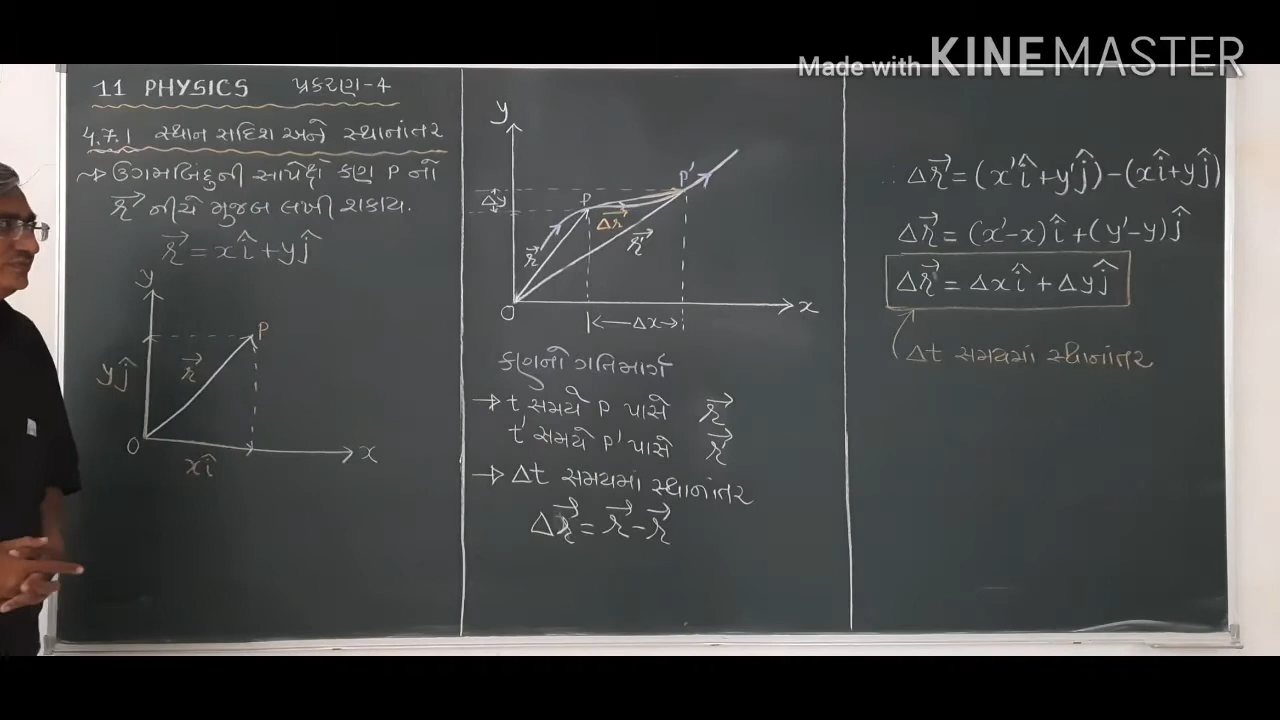 Made with KINEMASTER
11 PHYSICS પ્રકરણ-4
4.7.1 સ્થાન સદિશ અને સ્થાનાંતર
→ ઉગમબિંદુની સાપેક્ષે કણ P નો
r⃗ નીચે મુજબ લખી શકાય.
r⃗ = xî + yĵ
y
P
yĵ
r⃗
O
x
xî
y
P'
Δy
P
Δr⃗
r⃗
r⃗'
O
x
Δx
કણનો ગતિમાર્ગ
→ t સમયે P પાસે r⃗
t' સમયે P' પાસે r⃗'
→ Δt સમયમાં સ્થાનાંતર
Δr⃗ = r⃗' - r⃗
Δr⃗ = (x'î + y'ĵ) - (xî + yĵ)
Δr⃗ = (x' - x)î + (y' - y)ĵ
Δr⃗ = Δxî + Δyĵ
Δt સમયમાં સ્થાનાંતર